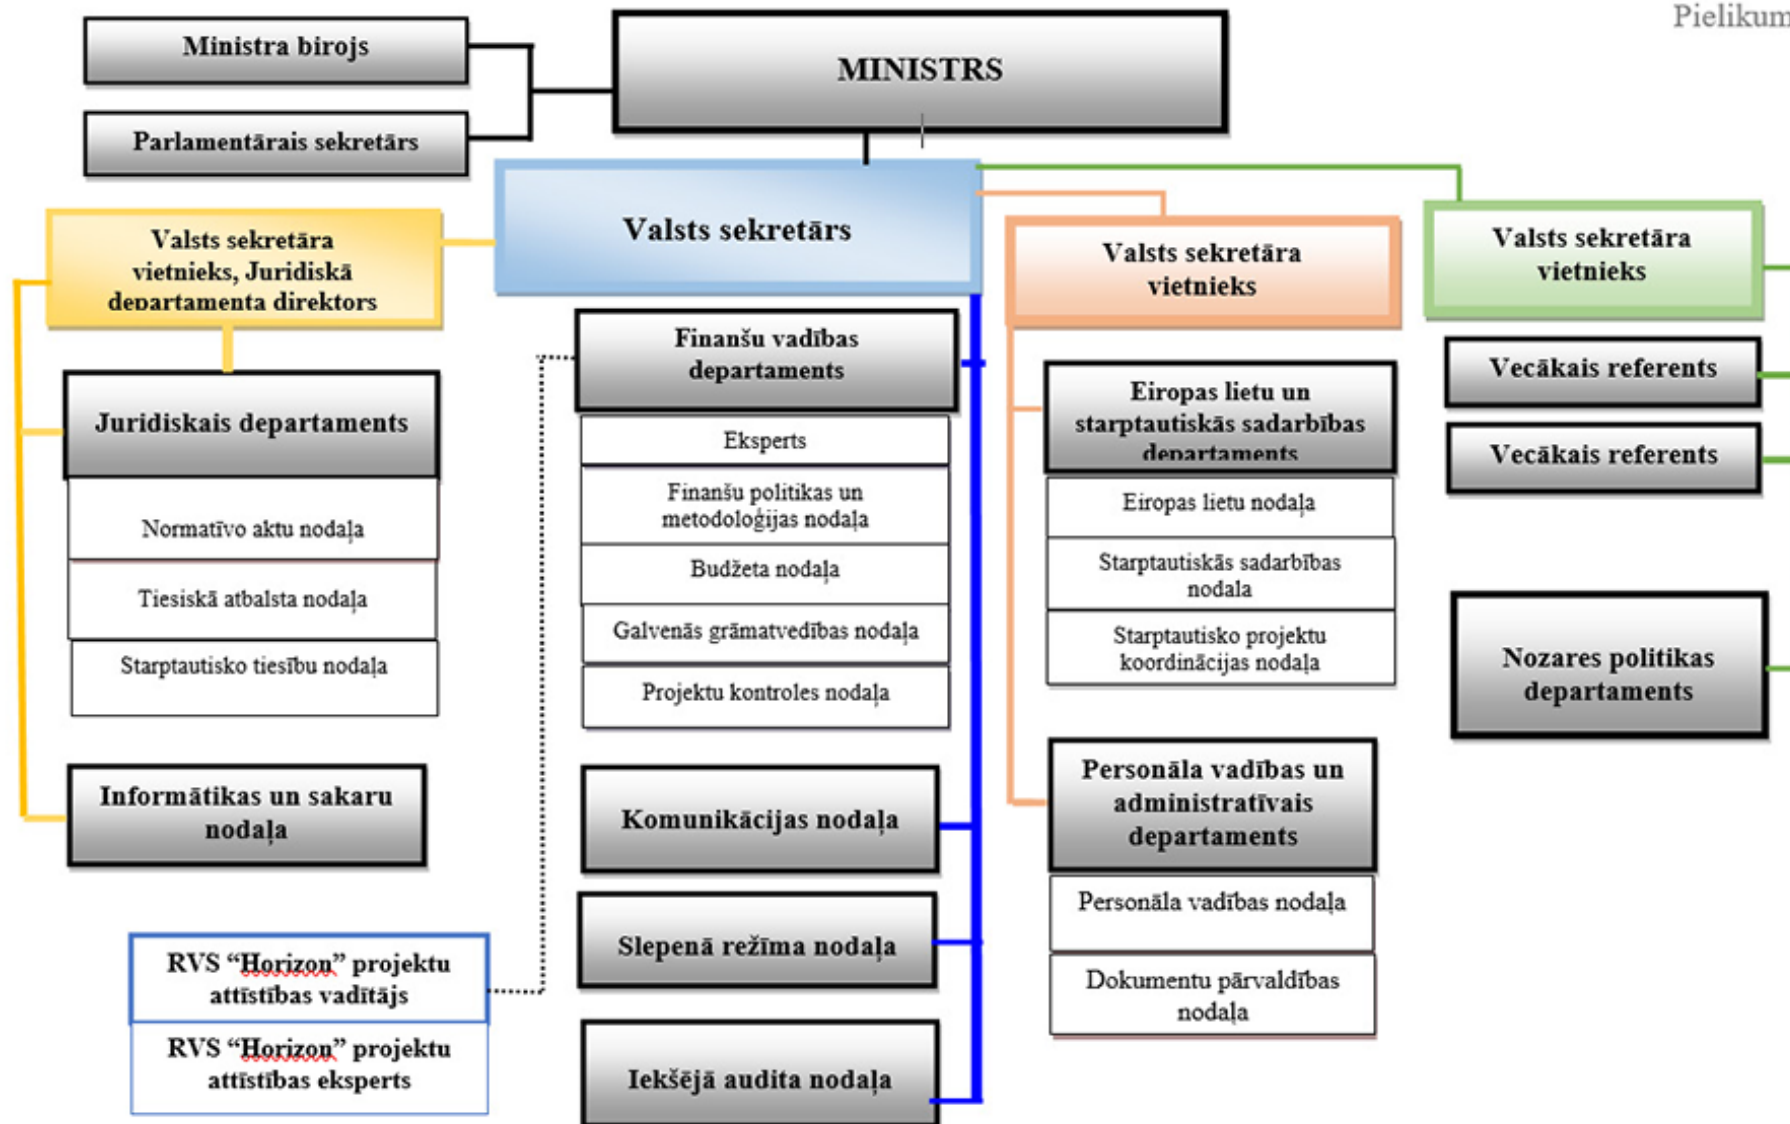 Pielikum
Ministra birojs
MINISTRS
Parlamentārais sekretārs
Valsts sekretārs
Valsts sekretāra
vietnieks, Juridiskā
departamenta direktors
Valsts sekretāra
vietnieks
Valsts sekretāra
vietnieks
Juridiskais departaments
Normatīvo aktu nodaļa
Tiesiskā atbalsta nodaļa
Starptautisko tiesību nodaļa
Informātikas un sakaru
nodaļa
RVS “Horizon” projektu
attīstības vadītājs
RVS “Horizon” projektu
attīstības eksperts
Finanšu vadības
departaments
Eksperts
Finanšu politikas un
metodoloģijas nodaļa
Budžeta nodaļa
Galvenās grāmatvedības nodaļa
Projektu kontroles nodaļa
Komunikācijas nodaļa
Slepenā režīma nodaļa
Iekšējā audita nodaļa
Eiropas lietu un
starptautiskās sadarbības
departaments
Eiropas lietu nodaļa
Starptautiskās sadarbības
nodala
Starptautisko projektu
koordinācijas nodaļa
Personāla vadības un
administratīvais
departaments
Personāla vadības nodaļa
Dokumentu pārvaldības
nodaļa
Vecākais referents
Vecākais referents
Nozares politikas
departaments